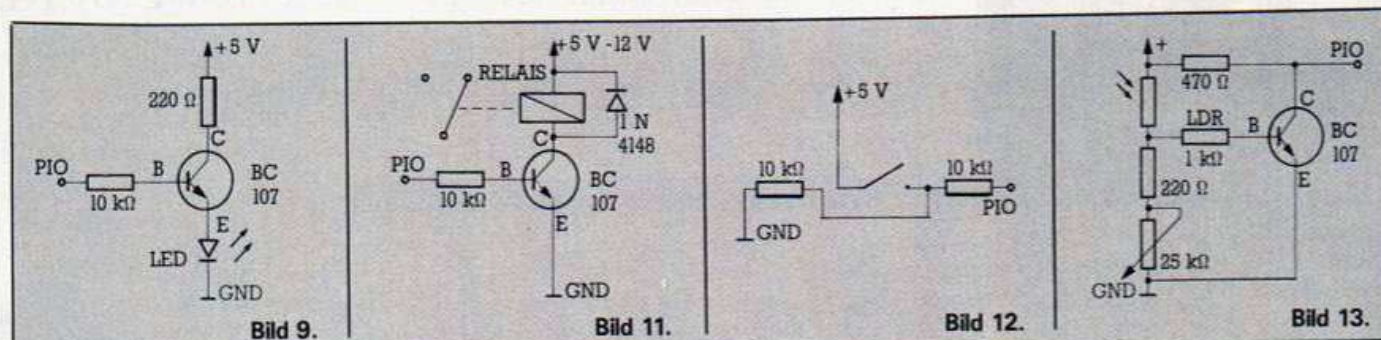 +5 V
220 Ω
C
PIO
B
BC
107
10 kΩ
E
LED
GND
Bild 9.
+5 V -12 V
RELAIS
1 N
4148
C
PIO
B
BC
107
10 kΩ
E
GND
Bild 11.
+5 V
10 kΩ
10 kΩ
PIO
GND
Bild 12.
+
PIO
470 Ω
C
LDR
B
BC
107
1 kΩ
E
220 Ω
25 kΩ
GND
Bild 13.